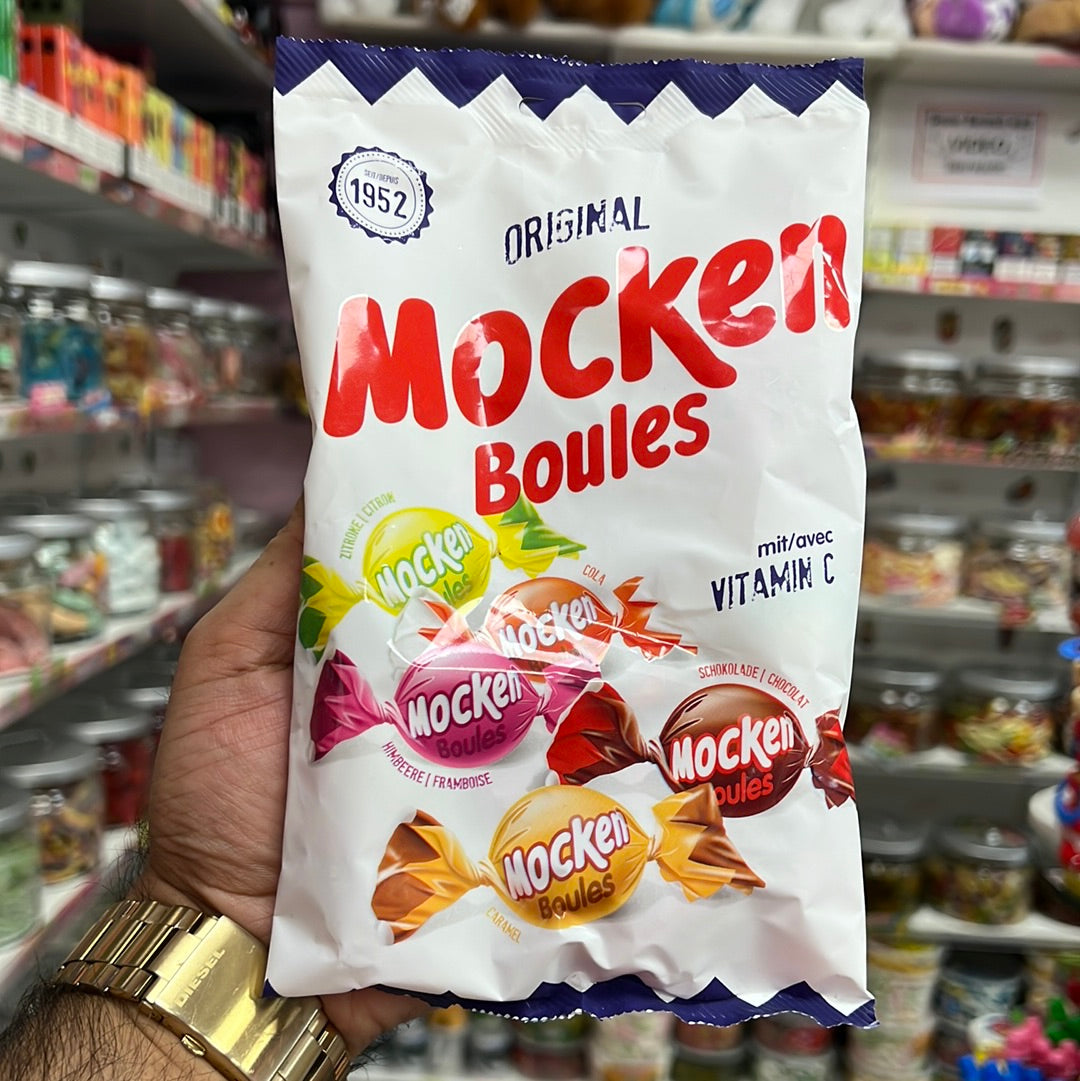 SEIT/DEPUIS
1952
ORIGINAL
Mocken
Boules
ZITRONE | CITRON
Mocken
Boules
COLA
Mocken
mit/avec
VITAMIN C
Mocken
Boules
HIMBEERE | FRAMBOISE
SCHOKOLADE | CHOCOLAT
Mocken
Boules
Mocken
Boules
CARAMEL
DIESEL